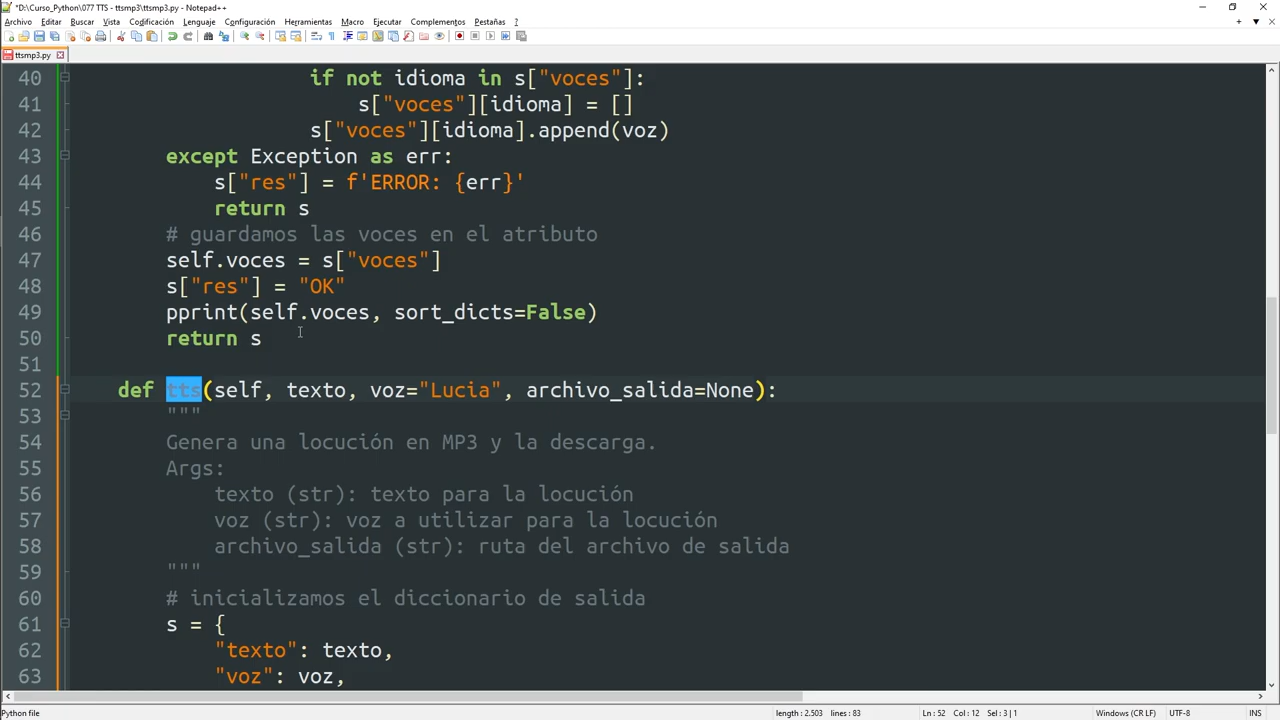 *D:\Curso_Python\077 TTS - ttsmp3\ttsmp3.py - Notepad++
Archivo Editar Buscar Vista Codificación Lenguaje Configuración Herramientas Macro Ejecutar Complementos Pestañas ?
ttsmp3.py
40 if not idioma in s["voces"]:
41 s["voces"][idioma] = []
42 s["voces"][idioma].append(voz)
43 except Exception as err:
44 s["res"] = f'ERROR: {err}'
45 return s
46 # guardamos las voces en el atributo
47 self.voces = s["voces"]
48 s["res"] = "OK"
49 pprint(self.voces, sort_dicts=False)
50 return s
51
52 def tts(self, texto, voz="Lucia", archivo_salida=None):
53 """
54 Genera una locución en MP3 y la descarga.
55 Args:
56 texto (str): texto para la locución
57 voz (str): voz a utilizar para la locución
58 archivo_salida (str): ruta del archivo de salida
59 """
60 # inicializamos el diccionario de salida
61 s = {
62 "texto": texto,
63 "voz": voz,
Python file length : 2.503 lines : 83 Ln : 52 Col : 12 Sel : 3 | 1 Windows (CR LF) UTF-8 INS